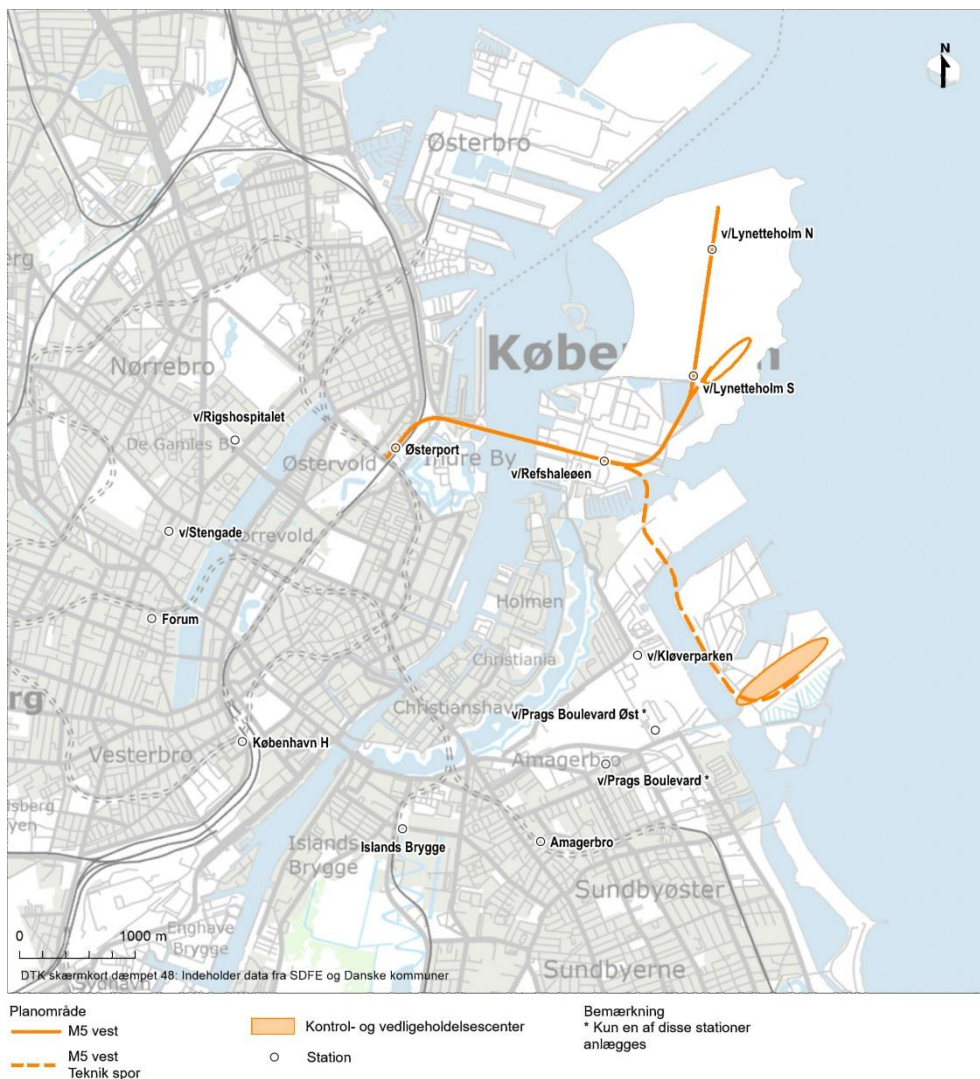 N
Østerbro
v/Lynetteholm N
Nørrebro
v/Lynetteholm S
v/Rigshospitalet
De Gamles By
Østerport
Østervold
Indre By
v/Refshaleøen
v/Stengade
Nørrevold
Holmen
Forum
v/Kløverparken
Christiania
rg
Christianshavn
v/Prags Boulevard Øst *
København H
Vesterbro
Amagerbro
v/Prags Boulevard *
Islands Brygge
Amagerbro
Islands
Brygge
Sundbyøster
Enghave
Brygge
0 1000 m
DTK skærmkort dæmpet 48: Indeholder data fra SDFE og Danske kommuner
Sydhavn
Sundbyerne
Planområde
M5 vest
M5 vest
Teknik spor
Kontrol- og vedligeholdelsescenter
Station
Bemærkning
* Kun en af disse stationer
anlægges